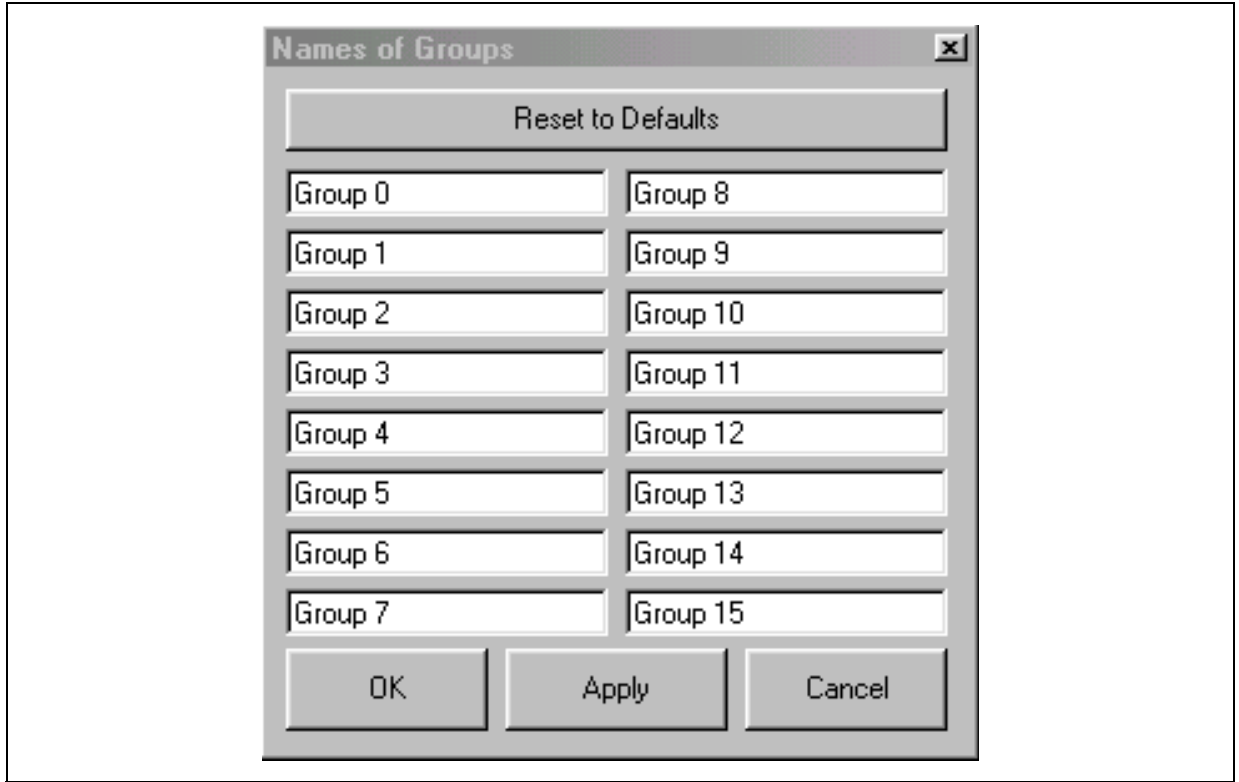 Names of Groups
Reset to Defaults
Group 0 Group 8
Group 1 Group 9
Group 2 Group 10
Group 3 Group 11
Group 4 Group 12
Group 5 Group 13
Group 6 Group 14
Group 7 Group 15
OK Apply Cancel